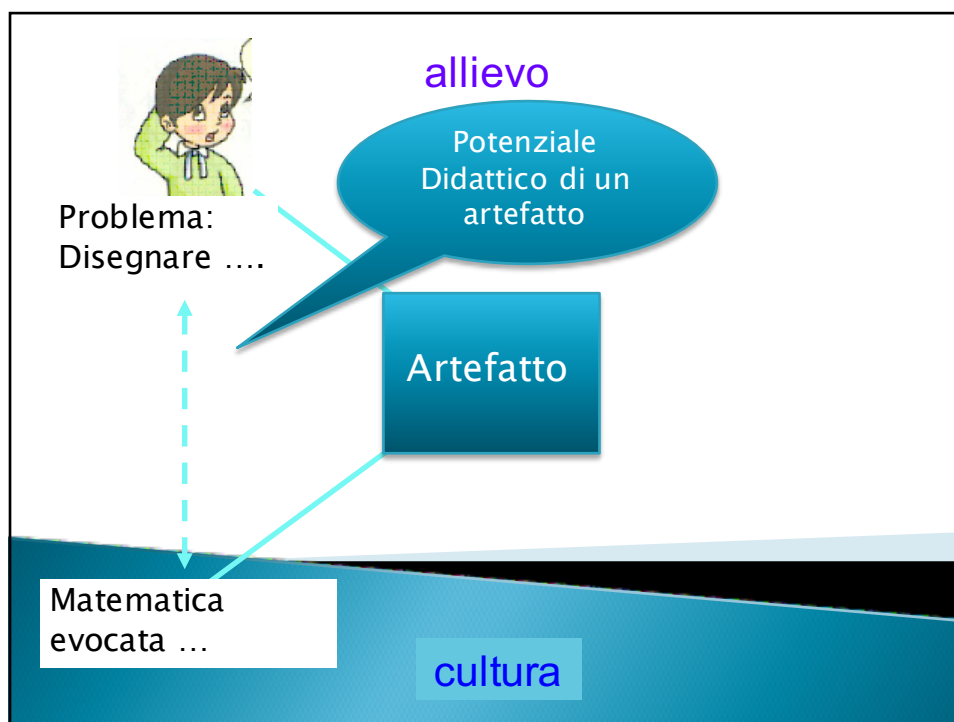 allievo
Potenziale
Didattico di un
artefatto
Problema:
Disegnare ….
Artefatto
Matematica
evocata …
cultura